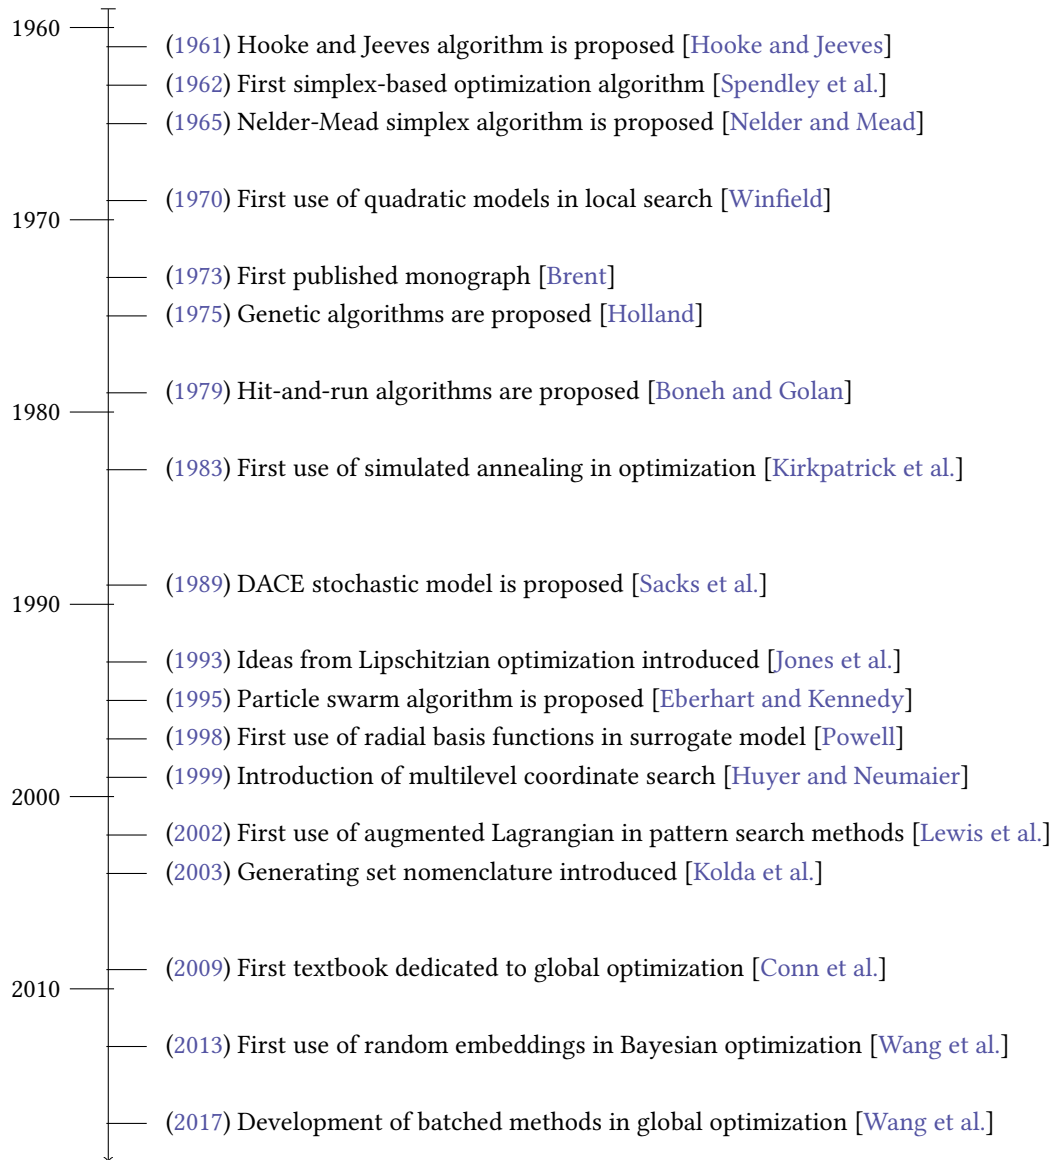 1960
(1961) Hooke and Jeeves algorithm is proposed [Hooke and Jeeves]
(1962) First simplex-based optimization algorithm [Spendley et al.]
(1965) Nelder-Mead simplex algorithm is proposed [Nelder and Mead]
(1970) First use of quadratic models in local search [Winfield]
1970
(1973) First published monograph [Brent]
(1975) Genetic algorithms are proposed [Holland]
(1979) Hit-and-run algorithms are proposed [Boneh and Golan]
1980
(1983) First use of simulated annealing in optimization [Kirkpatrick et al.]
(1989) DACE stochastic model is proposed [Sacks et al.]
1990
(1993) Ideas from Lipschitzian optimization introduced [Jones et al.]
(1995) Particle swarm algorithm is proposed [Eberhart and Kennedy]
(1998) First use of radial basis functions in surrogate model [Powell]
(1999) Introduction of multilevel coordinate search [Huyer and Neumaier]
2000
(2002) First use of augmented Lagrangian in pattern search methods [Lewis et al.]
(2003) Generating set nomenclature introduced [Kolda et al.]
(2009) First textbook dedicated to global optimization [Conn et al.]
2010
(2013) First use of random embeddings in Bayesian optimization [Wang et al.]
(2017) Development of batched methods in global optimization [Wang et al.]